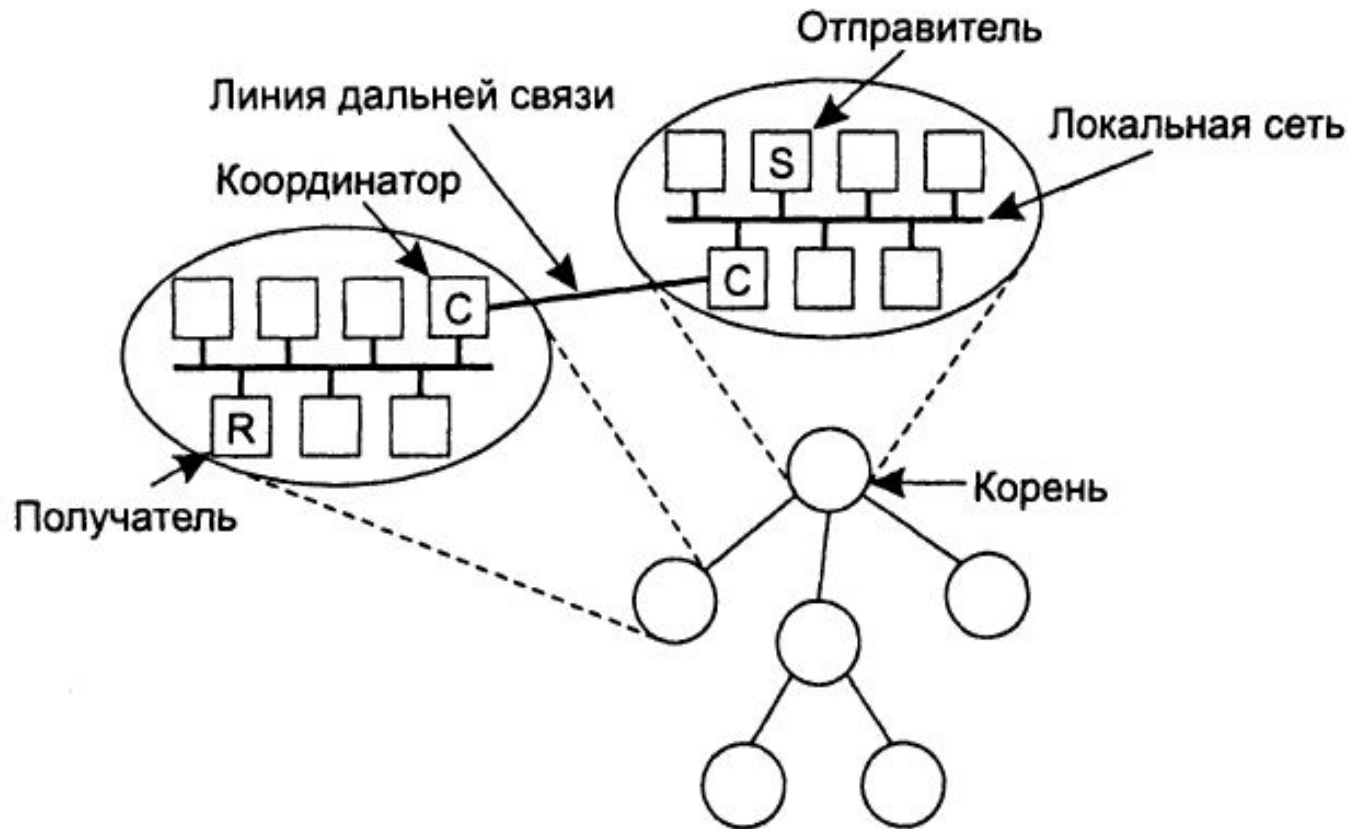 Отправитель
Линия дальней связи
Локальная сеть
Координатор
S
C
C
R
Получатель
Корень